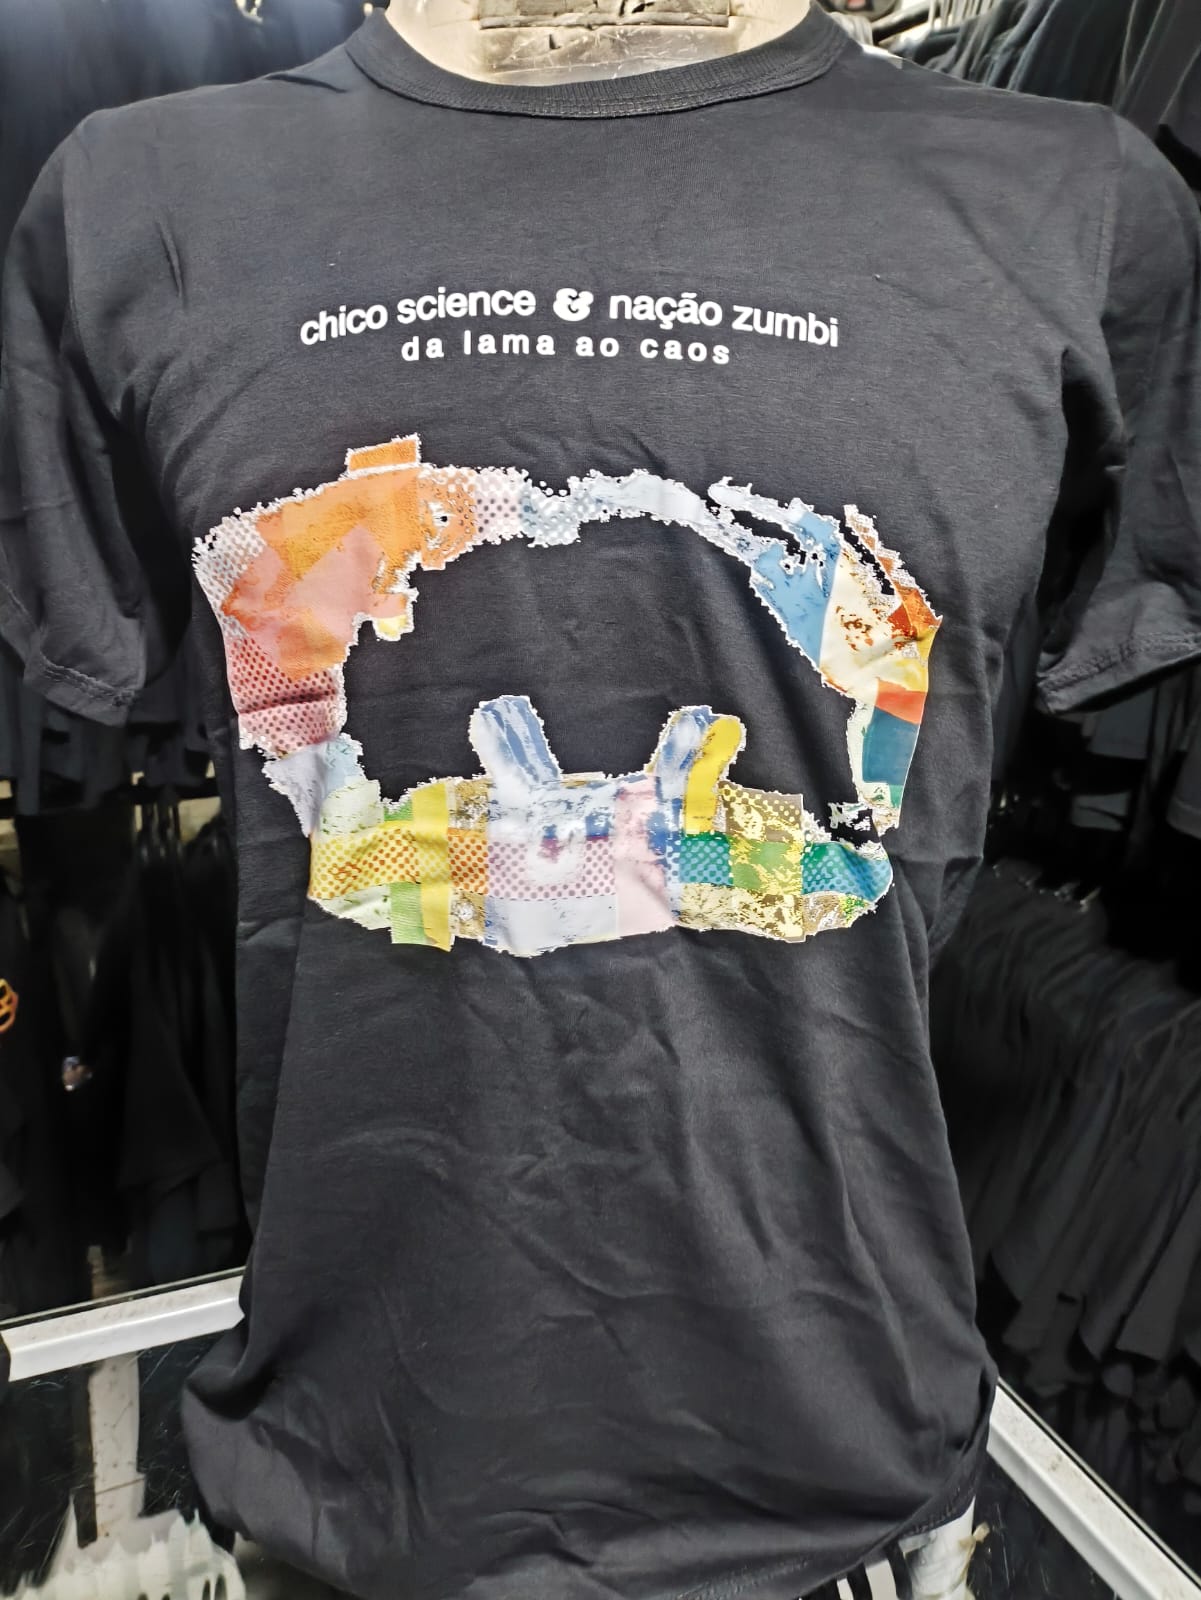 chico science & nação zumbi
da lama ao caos